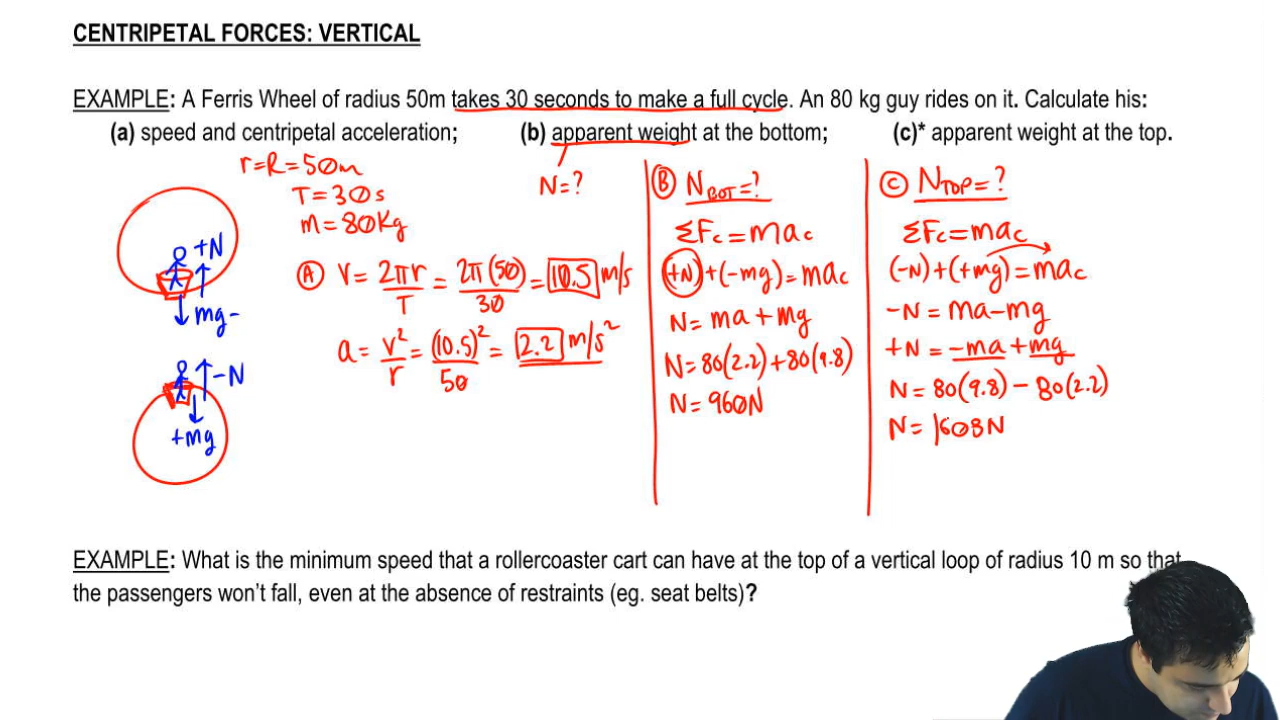 CENTRIPETAL FORCES: VERTICAL
EXAMPLE: A Ferris Wheel of radius 50m takes 30 seconds to make a full cycle. An 80 kg guy rides on it. Calculate his:
(a) speed and centripetal acceleration; (b) apparent weight at the bottom; (c)* apparent weight at the top.
r=R=50m
T=30s
m=80Kg
N=?
+N
mg-
-N
+mg
(A) v = 2πr/T = 2π(50)/30 = 10.5 m/s
a = v²/r = (10.5)²/50 = 2.2 m/s²
(B) N_BOT=?
ΣFc=mac
(+N)+(-mg)=mac
N=ma+mg
N=80(2.2)+80(9.8)
N=960N
(C) N_TOP=?
ΣFc=mac
(-N)+(+mg)=mac
-N=ma-mg
+N=-ma+mg
N=80(9.8)-80(2.2)
N=1608N
EXAMPLE: What is the minimum speed that a rollercoaster cart can have at the top of a vertical loop of radius 10 m so that
the passengers won't fall, even at the absence of restraints (eg. seat belts)?